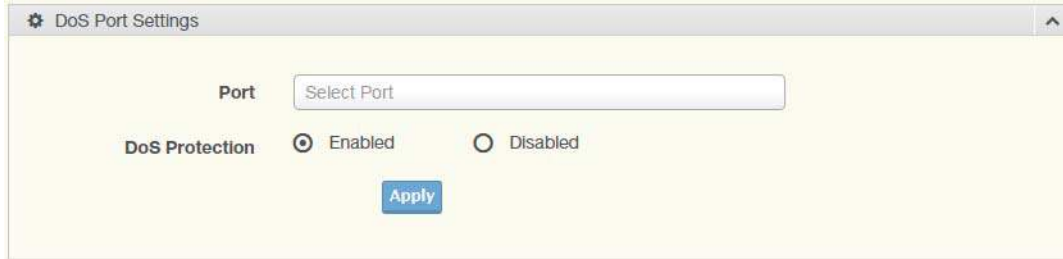 DoS Port Settings
Port Select Port
DoS Protection Enabled Disabled
Apply